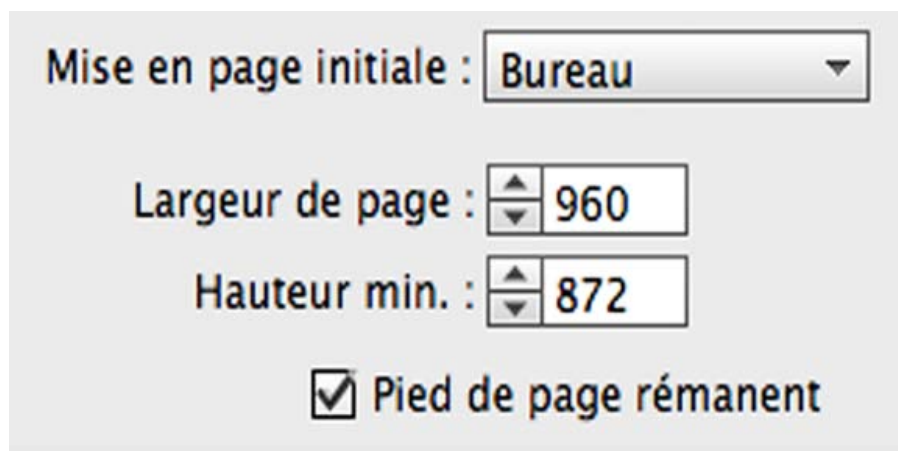 Mise en page initiale : Bureau
Largeur de page : 960
Hauteur min. : 872
Pied de page rémanent